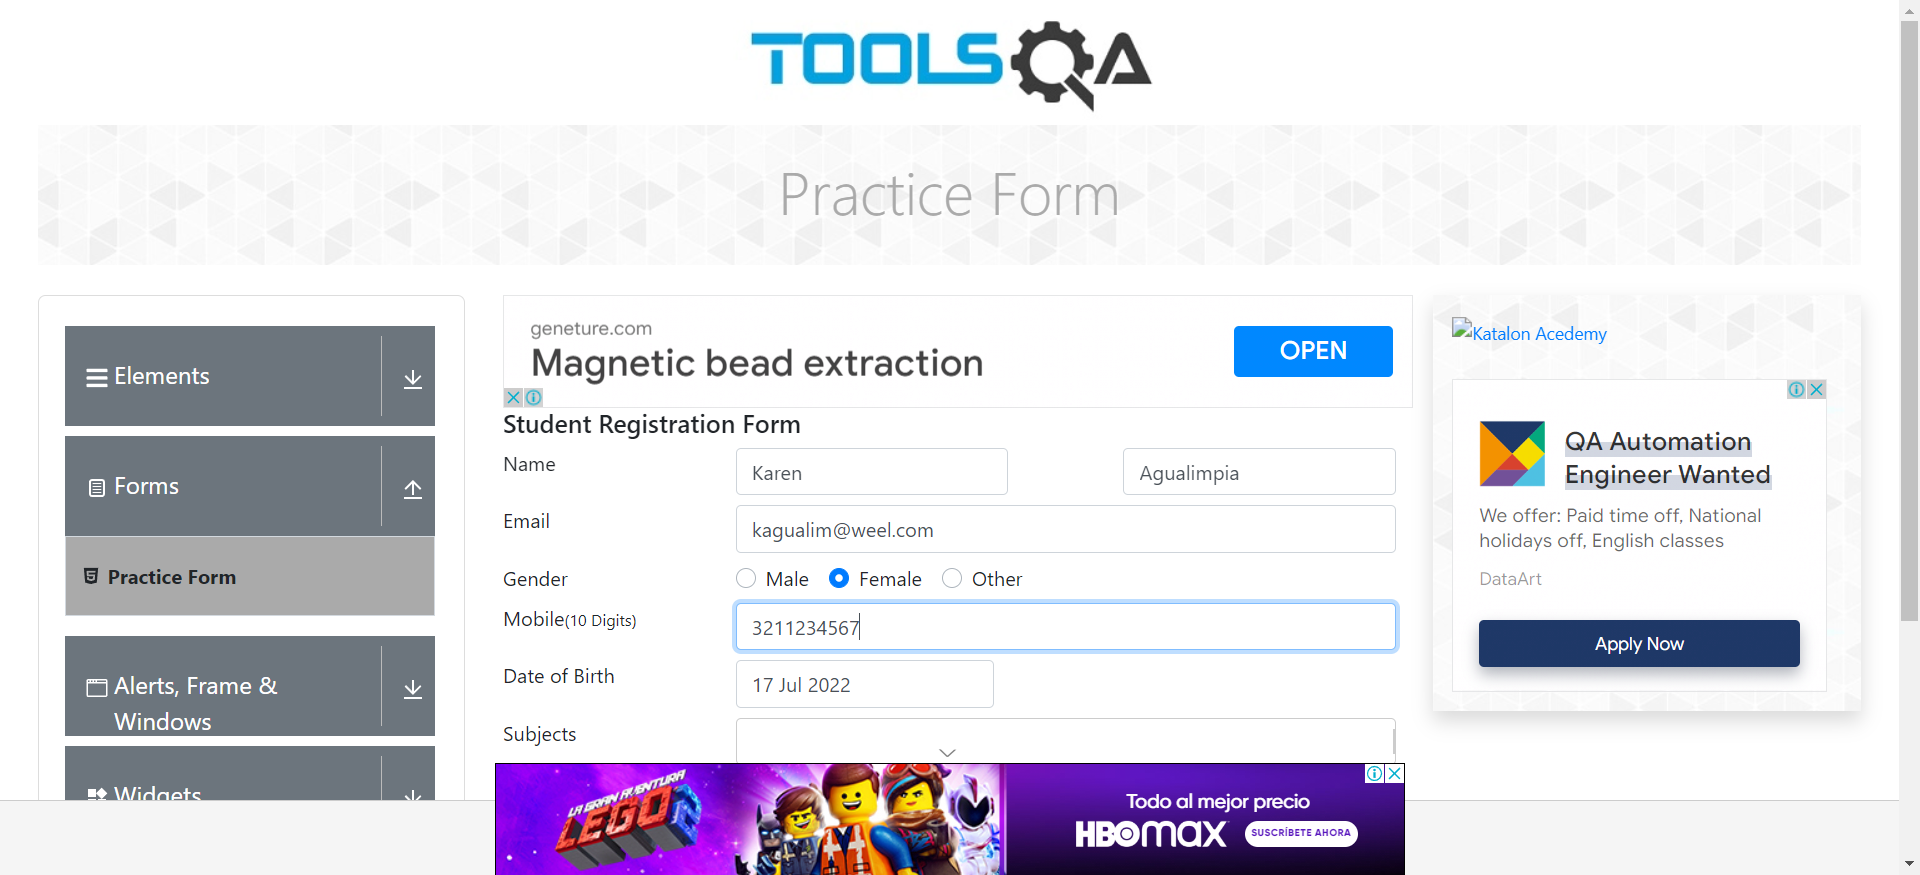 TOOLSQA
Practice Form
Elements
Forms
Practice Form
Alerts, Frame &
Windows
Widgets
geneture.com
Magnetic bead extraction
OPEN
Student Registration Form
Name
Karen
Agualimpia
Email
kagualim@weel.com
Gender
Male
Female
Other
Mobile(10 Digits)
3211234567
Date of Birth
17 Jul 2022
Subjects
Katalon Acedemy
QA Automation
Engineer Wanted
We offer: Paid time off, National
holidays off, English classes
DataArt
Apply Now
LA GRAN AVENTURA
LEGO 2
Todo al mejor precio
HBOmax
SUSCRÍBETE AHORA